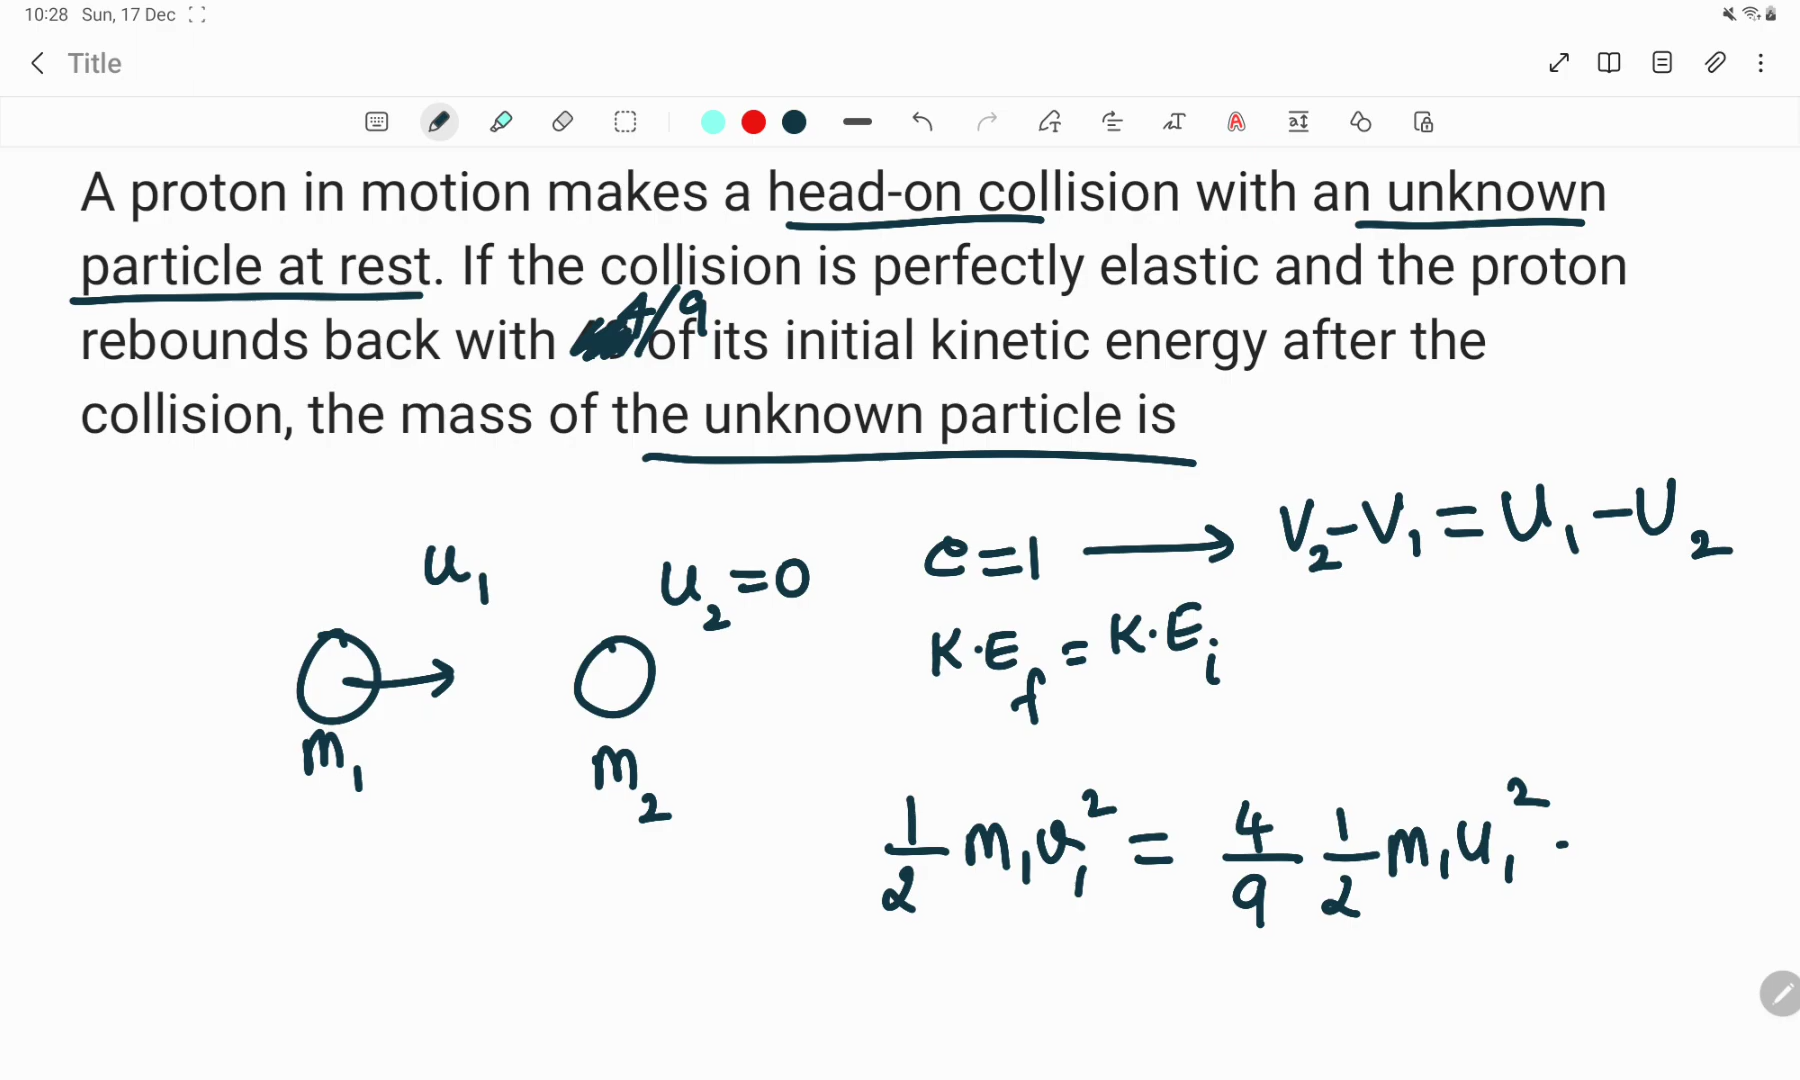 10:28 Sun, 17 Dec
Title
A proton in motion makes a head-on collision with an unknown
particle at rest. If the collision is perfectly elastic and the proton
rebounds back with 4/9 of its initial kinetic energy after the
collision, the mass of the unknown particle is
e=1 → V₂-V₁=U₁-U₂
u₁ u₂=0
K.E_f = K.E_i
m₁ m₂
1/2 m₁v₁² = 4/9 1/2 m₁u₁² .